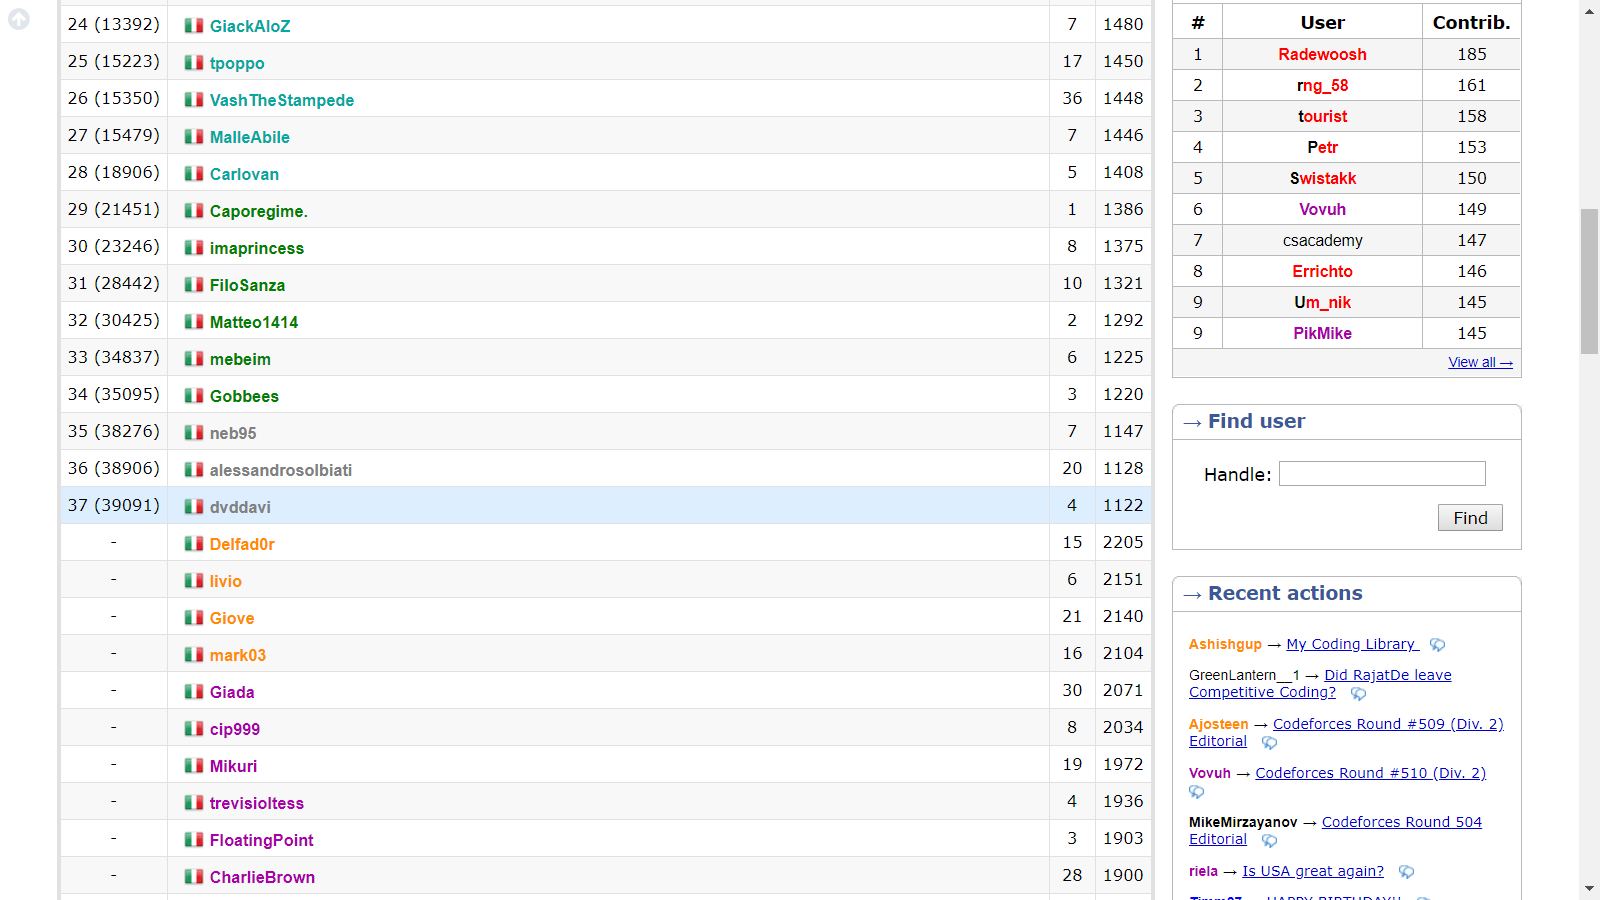 24 (13392) GiackAloZ 7 1480
25 (15223) tpoppo 17 1450
26 (15350) VashTheStampede 36 1448
27 (15479) MalleAbile 7 1446
28 (18906) Carlovan 5 1408
29 (21451) Caporegime. 1 1386
30 (23246) imaprincess 8 1375
31 (28442) FiloSanza 10 1321
32 (30425) Matteo1414 2 1292
33 (34837) mebeim 6 1225
34 (35095) Gobbees 3 1220
35 (38276) neb95 7 1147
36 (38906) alessandrosolbiati 20 1128
37 (39091) dvddavi 4 1122
- Delfad0r 15 2205
- livio 6 2151
- Giove 21 2140
- mark03 16 2104
- Giada 30 2071
- cip999 8 2034
- Mikuri 19 1972
- trevisioltess 4 1936
- FloatingPoint 3 1903
- CharlieBrown 28 1900
# User Contrib.
1 Radewoosh 185
2 rng_58 161
3 tourist 158
4 Petr 153
5 Swistakk 150
6 Vovuh 149
7 csacademy 147
8 Errichto 146
9 Um_nik 145
9 PikMike 145
View all →
→ Find user
Handle:
Find
→ Recent actions
Ashishgup → My Coding Library
GreenLantern__1 → Did RajatDe leave
Competitive Coding?
Ajosteen → Codeforces Round #509 (Div. 2)
Editorial
Vovuh → Codeforces Round #510 (Div. 2)
MikeMirzayanov → Codeforces Round 504
Editorial
riela → Is USA great again?